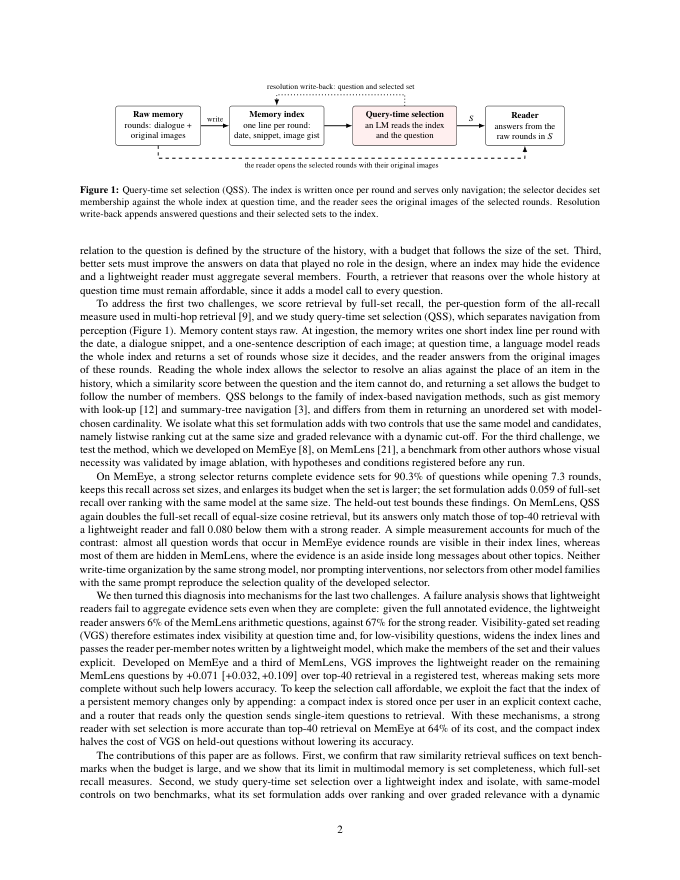 resolution write-back: question and selected set
Raw memory
rounds: dialogue +
original images
write
Memory index
one line per round:
date, snippet, image gist
Query-time selection
an LM reads the index
and the question
S
Reader
answers from the
raw rounds in S
the reader opens the selected rounds with their original images
Figure 1: Query-time set selection (QSS). The index is written once per round and serves only navigation; the selector decides set
membership against the whole index at question time, and the reader sees the original images of the selected rounds. Resolution
write-back appends answered questions and their selected sets to the index.
relation to the question is defined by the structure of the history, with a budget that follows the size of the set. Third,
better sets must improve the answers on data that played no role in the design, where an index may hide the evidence
and a lightweight reader must aggregate several members. Fourth, a retriever that reasons over the whole history at
question time must remain affordable, since it adds a model call to every question.
To address the first two challenges, we score retrieval by full-set recall, the per-question form of the all-recall
measure used in multi-hop retrieval [9], and we study query-time set selection (QSS), which separates navigation from
perception (Figure 1). Memory content stays raw. At ingestion, the memory writes one short index line per round with
the date, a dialogue snippet, and a one-sentence description of each image; at question time, a language model reads
the whole index and returns a set of rounds whose size it decides, and the reader answers from the original images
of these rounds. Reading the whole index allows the selector to resolve an alias against the place of an item in the
history, which a similarity score between the question and the item cannot do, and returning a set allows the budget to
follow the number of members. QSS belongs to the family of index-based navigation methods, such as gist memory
with look-up [12] and summary-tree navigation [3], and differs from them in returning an unordered set with model-
chosen cardinality. We isolate what this set formulation adds with two controls that use the same model and candidates,
namely listwise ranking cut at the same size and graded relevance with a dynamic cut-off. For the third challenge, we
test the method, which we developed on MemEye [8], on MemLens [21], a benchmark from other authors whose visual
necessity was validated by image ablation, with hypotheses and conditions registered before any run.
On MemEye, a strong selector returns complete evidence sets for 90.3% of questions while opening 7.3 rounds,
keeps this recall across set sizes, and enlarges its budget when the set is larger; the set formulation adds 0.059 of full-set
recall over ranking with the same model at the same size. The held-out test bounds these findings. On MemLens, QSS
again doubles the full-set recall of equal-size cosine retrieval, but its answers only match those of top-40 retrieval with
a lightweight reader and fall 0.080 below them with a strong reader. A simple measurement accounts for much of the
contrast: almost all question words that occur in MemEye evidence rounds are visible in their index lines, whereas
most of them are hidden in MemLens, where the evidence is an aside inside long messages about other topics. Neither
write-time organization by the same strong model, nor prompting interventions, nor selectors from other model families
with the same prompt reproduce the selection quality of the developed selector.
We then turned this diagnosis into mechanisms for the last two challenges. A failure analysis shows that lightweight
readers fail to aggregate evidence sets even when they are complete: given the full annotated evidence, the lightweight
reader answers 6% of the MemLens arithmetic questions, against 67% for the strong reader. Visibility-gated set reading
(VGS) therefore estimates index visibility at question time and, for low-visibility questions, widens the index lines and
passes the reader per-member notes written by a lightweight model, which make the members of the set and their values
explicit. Developed on MemEye and a third of MemLens, VGS improves the lightweight reader on the remaining
MemLens questions by +0.071 [+0.032, +0.109] over top-40 retrieval in a registered test, whereas making sets more
complete without such help lowers accuracy. To keep the selection call affordable, we exploit the fact that the index of
a persistent memory changes only by appending: a compact index is stored once per user in an explicit context cache,
and a router that reads only the question sends single-item questions to retrieval. With these mechanisms, a strong
reader with set selection is more accurate than top-40 retrieval on MemEye at 64% of its cost, and the compact index
halves the cost of VGS on held-out questions without lowering its accuracy.
The contributions of this paper are as follows. First, we confirm that raw similarity retrieval suffices on text bench-
marks when the budget is large, and we show that its limit in multimodal memory is set completeness, which full-set
recall measures. Second, we study query-time set selection over a lightweight index and isolate, with same-model
controls on two benchmarks, what its set formulation adds over ranking and over graded relevance with a dynamic
2